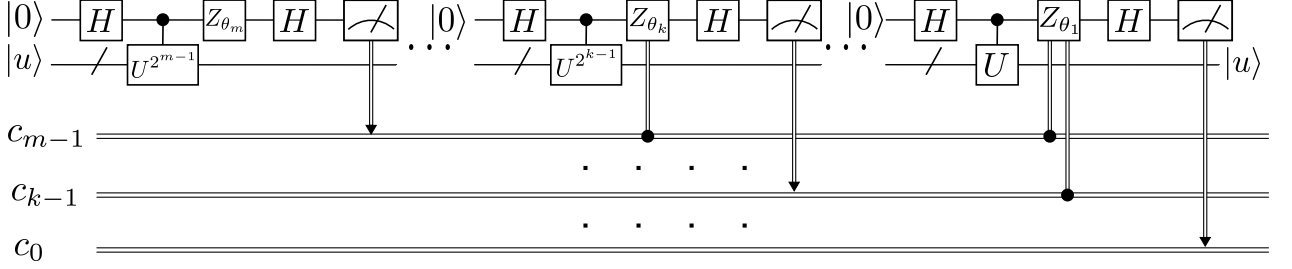 |0⟩ H Z_{θ_m} H |0⟩ H Z_{θ_k} H |0⟩ H Z_{θ_1} H
|u⟩ U^{2^{m−1}} U^{2^{k−1}} U |u⟩
c_{m−1}
c_{k−1}
c_0